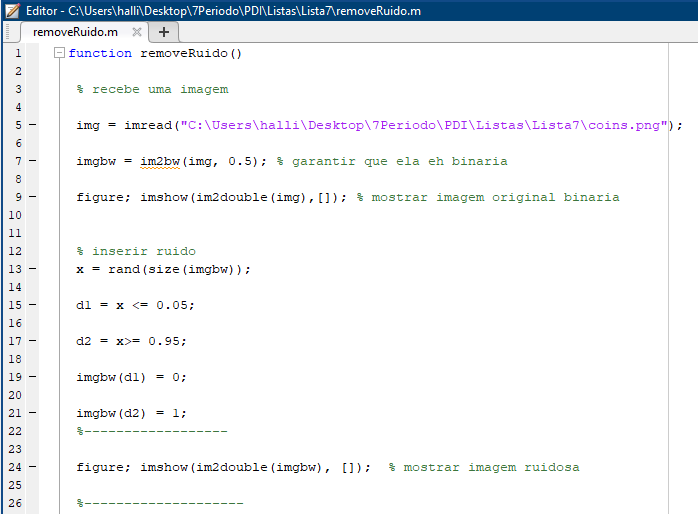 Editor - C:\Users\halli\Desktop\7Periodo\PDI\Listas\Lista7\removeRuido.m
removeRuido.m × +
1 function removeRuido()
2
3 % recebe uma imagem
4
5 – img = imread("C:\Users\halli\Desktop\7Periodo\PDI\Listas\Lista7\coins.png");
6
7 – imgbw = im2bw(img, 0.5); % garantir que ela eh binaria
8
9 – figure; imshow(im2double(img),[]); % mostrar imagem original binaria
10
11
12 % inserir ruido
13 – x = rand(size(imgbw));
14
15 – d1 = x <= 0.05;
16
17 – d2 = x>= 0.95;
18
19 – imgbw(d1) = 0;
20
21 – imgbw(d2) = 1;
22 %------------------
23
24 – figure; imshow(im2double(imgbw), []);  % mostrar imagem ruidosa
25
26 %--------------------